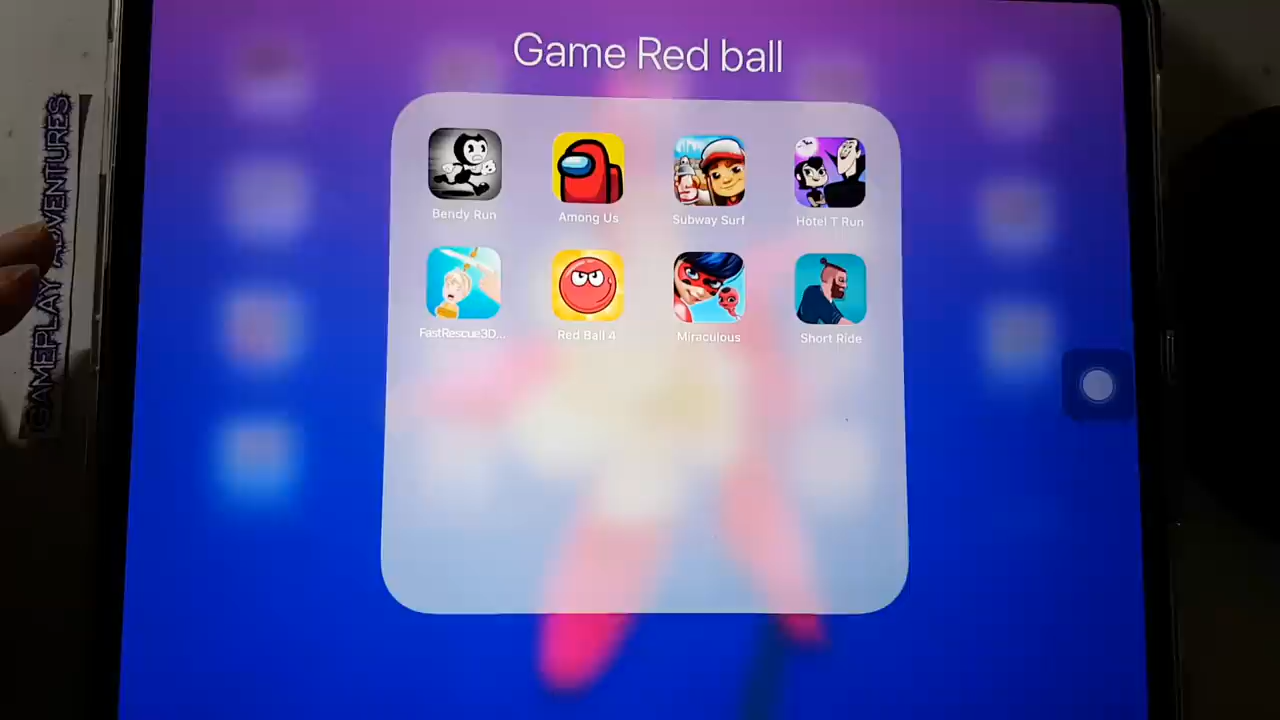 Game Red ball
Bendy Run
Among Us
Subway Surf
Hotel T Run
FastRescue3D...
Red Ball 4
Miraculous
Short Ride
GAMEPLAY ADVENTURES